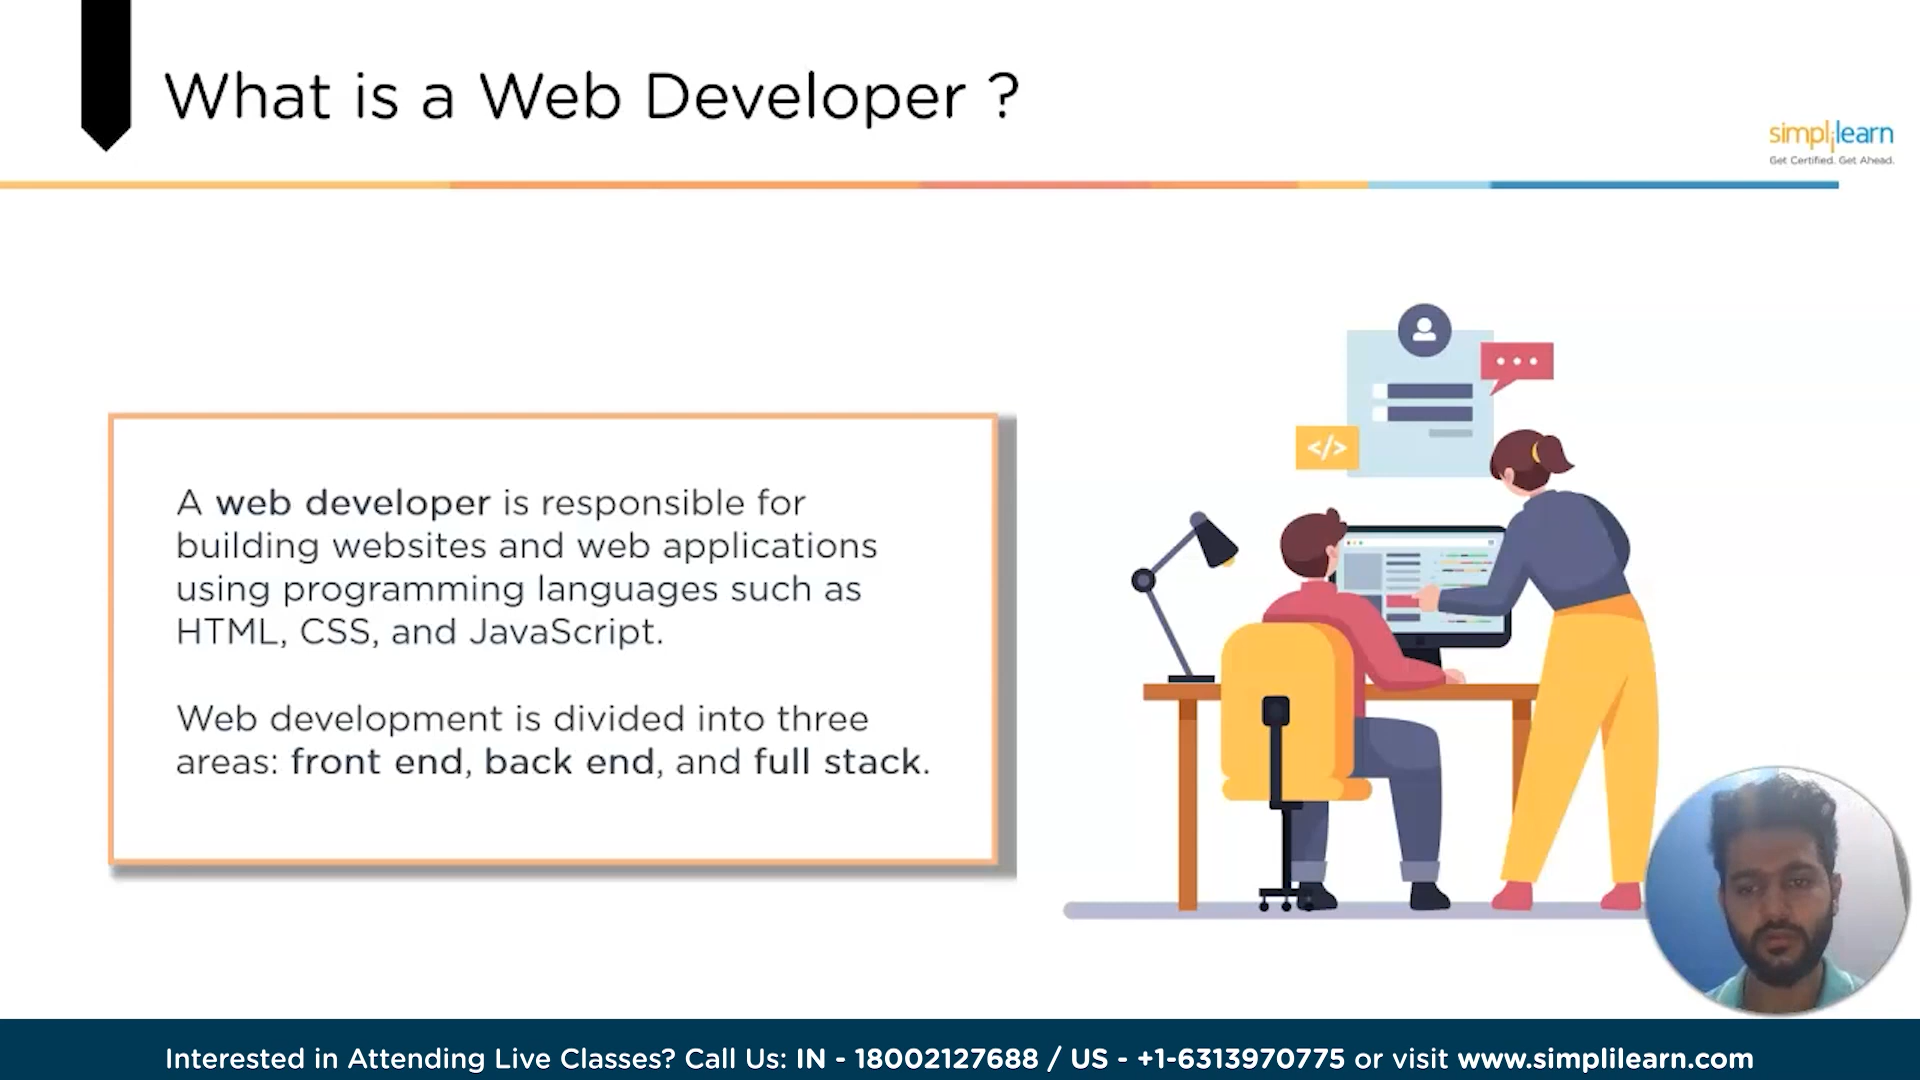 What is a Web Developer ?
simplilearn
Get Certified. Get Ahead.
A web developer is responsible for
building websites and web applications
using programming languages such as
HTML, CSS, and JavaScript.
Web development is divided into three
areas: front end, back end, and full stack.
</>
Interested in Attending Live Classes? Call Us: IN - 18002127688 / US - +1-6313970775 or visit www.simplilearn.com